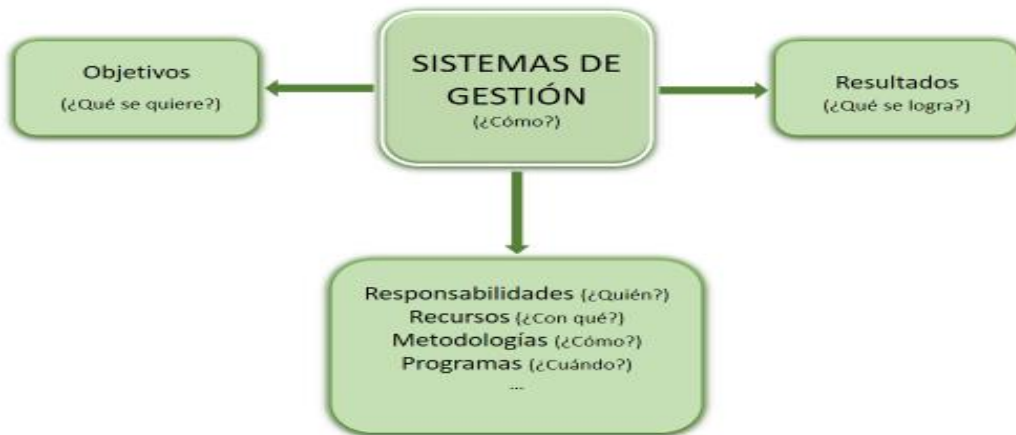 Objetivos
(¿Qué se quiere?)
SISTEMAS DE
GESTIÓN
(¿Cómo?)
Resultados
(¿Qué se logra?)
Responsabilidades (¿Quién?)
Recursos (¿Con qué?)
Metodologías (¿Cómo?)
Programas (¿Cuándo?)
...